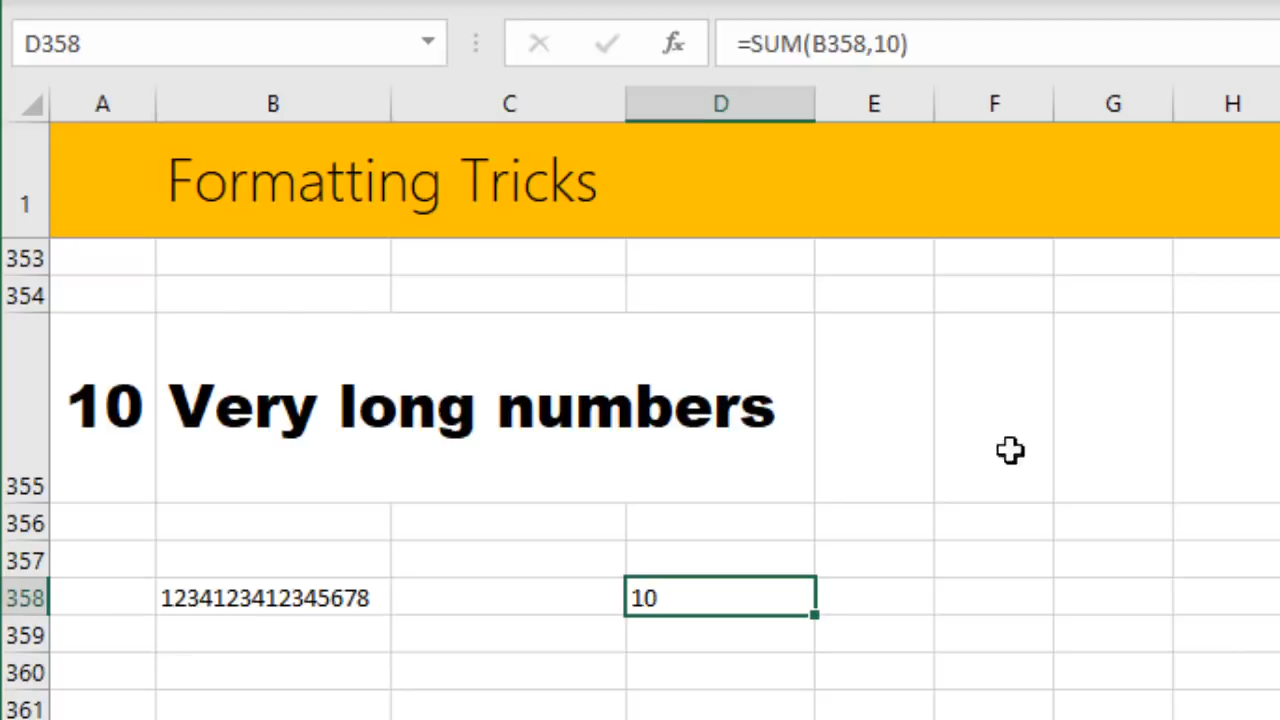 D358 fx =SUM(B358,10)
A B C D E F G H
1 Formatting Tricks
353
354
355 10 Very long numbers
356
357
358 1234123412345678 10
359
360
361